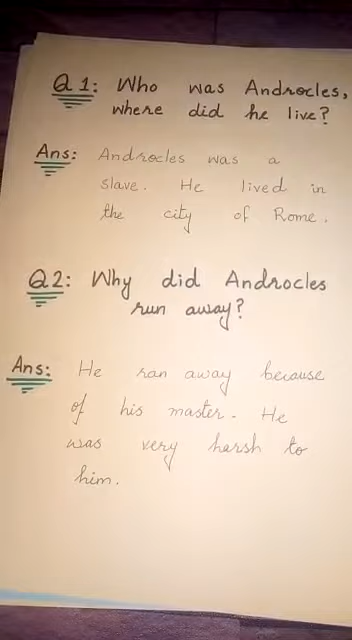 Q1: Who was Androcles,
where did he live?
Ans: Androcles was a
slave. He lived in
the city of Rome.
Q2: Why did Androcles
run away?
Ans: He ran away because
of his master. He
was very harsh to
him.